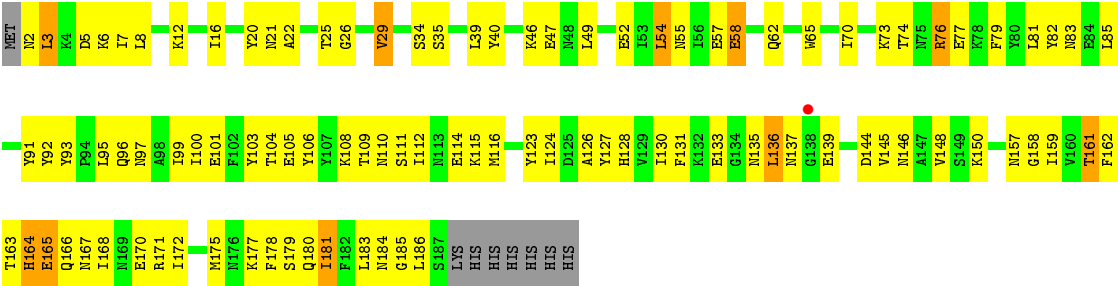 MET N2 L3 K4 D5 K6 I7 L8 K12 I16 Y20 N21 A22 T25 G26 V29 S34 S35 L39 Y40 K46 E47 N48 L49 E52 I53 L54 N55 I56 E57 E58 Q62 W65 I70 K73 T74 N75 R76 E77 K78 F79 Y80 L81 Y82 N83 E84 L85
Y91 Y92 Y93 P94 L95 Q96 N97 A98 I99 I100 E101 F102 Y103 T104 E105 Y106 Y107 K108 T109 N110 S111 I112 N113 E114 K115 M116 Y123 I124 D125 A126 Y127 H128 V129 I130 F131 K132 E133 G134 N135 L136 N137 G138 E139 D144 V145 N146 A147 V148 S149 K150 N157 G158 I159 V160 T161 F162
T163 H164 E165 Q166 N167 I168 N169 E170 R171 I172 M175 N176 K177 F178 S179 Q180 I181 F182 L183 N184 G185 L186 S187 LYS HIS HIS HIS HIS HIS HIS